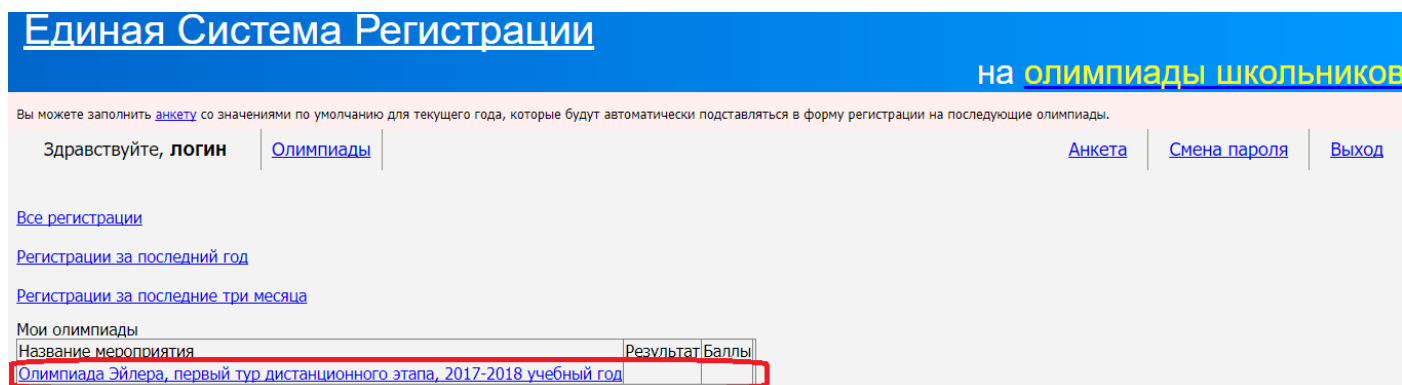 Единая Система Регистрации
на олимпиады школьников
Вы можете заполнить анкету со значениями по умолчанию для текущего года, которые будут автоматически подставляться в форму регистрации на последующие олимпиады.
Здравствуйте, логин Олимпиады Анкета Смена пароля Выход
Все регистрации
Регистрации за последний год
Регистрации за последние три месяца
Мои олимпиады
Название мероприятия Результат Баллы
Олимпиада Эйлера, первый тур дистанционного этапа, 2017-2018 учебный год